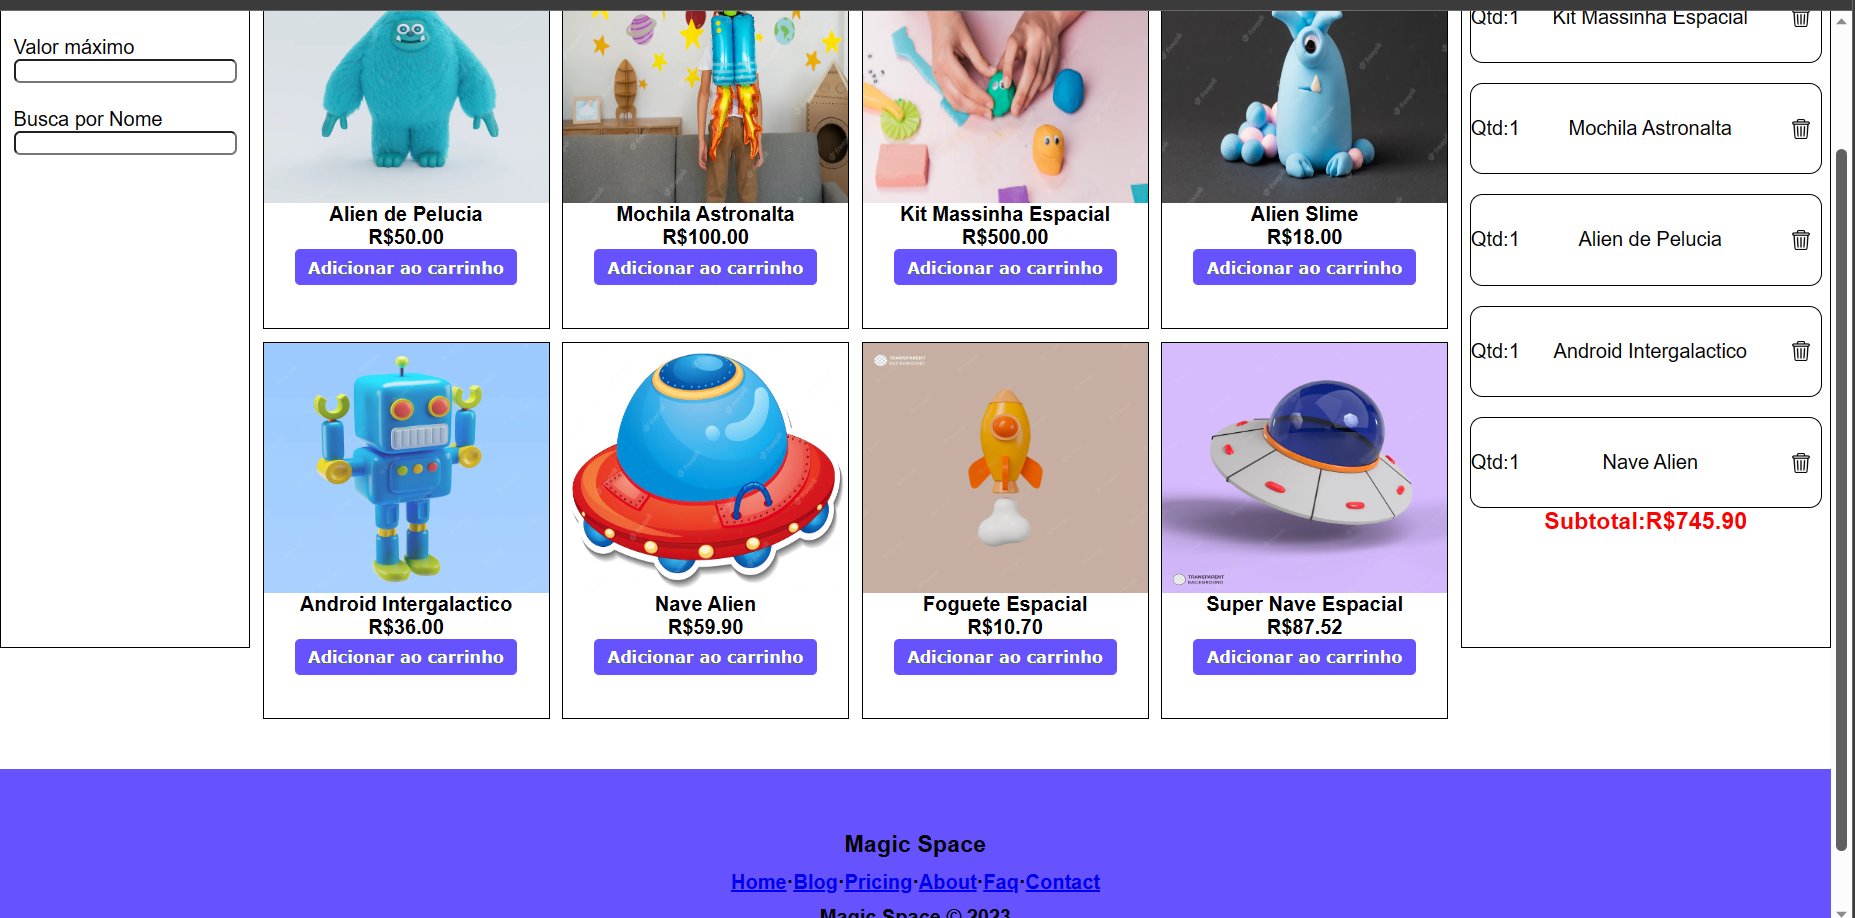 Valor máximo
Busca por Nome
Alien de Pelucia
R$50.00
Adicionar ao carrinho
Mochila Astronalta
R$100.00
Adicionar ao carrinho
Kit Massinha Espacial
R$500.00
Adicionar ao carrinho
Alien Slime
R$18.00
Adicionar ao carrinho
TRANSPARENT
BACKGROUND
TRANSPARENT
BACKGROUND
Android Intergalactico
R$36.00
Adicionar ao carrinho
Nave Alien
R$59.90
Adicionar ao carrinho
Foguete Espacial
R$10.70
Adicionar ao carrinho
Super Nave Espacial
R$87.52
Adicionar ao carrinho
Qtd:1 Kit Massinha Espacial
Qtd:1 Mochila Astronalta
Qtd:1 Alien de Pelucia
Qtd:1 Android Intergalactico
Qtd:1 Nave Alien
Subtotal:R$745.90
Magic Space
Home·Blog·Pricing·About·Faq·Contact
Magic Space © 2023